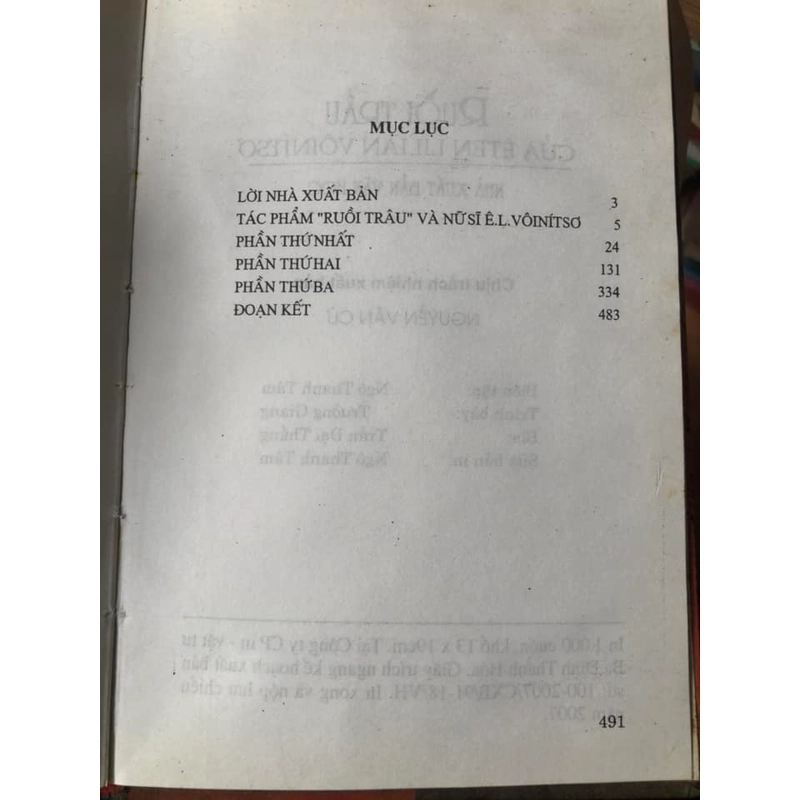 MỤC LỤC
LỜI NHÀ XUẤT BẢN 3
TÁC PHẨM "RUỒI TRÂU" VÀ NỮ SĨ Ê.L.VÔINÍTSƠ 5
PHẦN THỨ NHẤT 24
PHẦN THỨ HAI 131
PHẦN THỨ BA 334
ĐOẠN KẾT 483
491